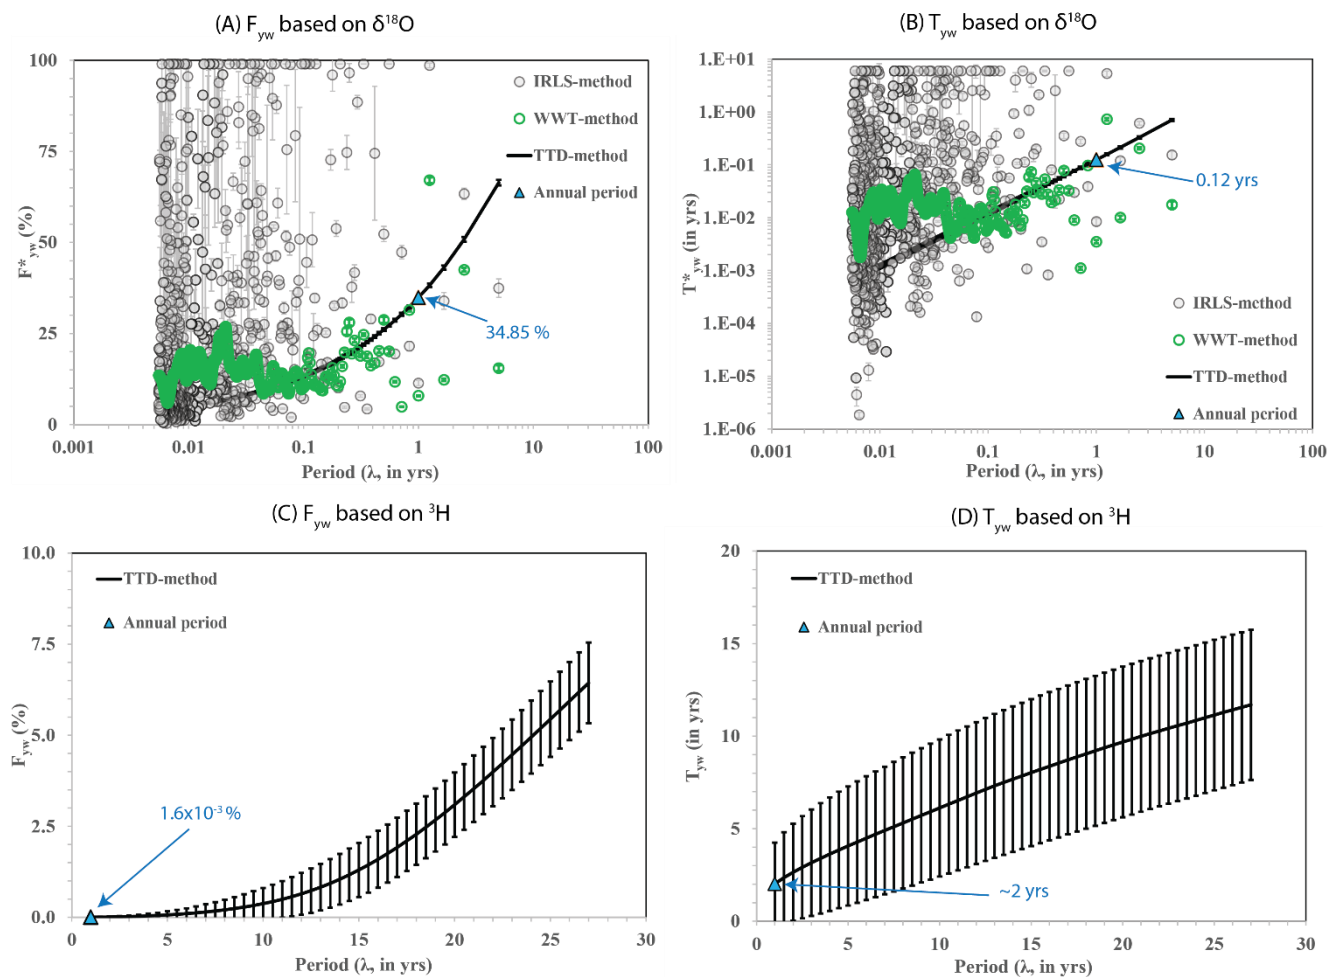 (A) Fyw based on δ18O
100
75
50
25
0
F*yw (%)
IRLS-method
WWT-method
TTD-method
Annual period
34.85 %
0.001 0.01 0.1 1 10 100
Period (λ, in yrs)
(B) Tyw based on δ18O
1.E+01
1.E+00
1.E-01
1.E-02
1.E-03
1.E-04
1.E-05
1.E-06
T*yw (in yrs)
0.12 yrs
IRLS-method
WWT-method
TTD-method
Annual period
0.001 0.01 0.1 1 10 100
Period (λ, in yrs)
(C) Fyw based on 3H
10.0
7.5
5.0
2.5
0.0
Fyw (%)
TTD-method
Annual period
1.6x10-3 %
0 5 10 15 20 25 30
Period (λ, in yrs)
(D) Tyw based on 3H
20
15
10
5
0
Tyw (in yrs)
TTD-method
Annual period
~2 yrs
0 5 10 15 20 25 30
Period (λ, in yrs)